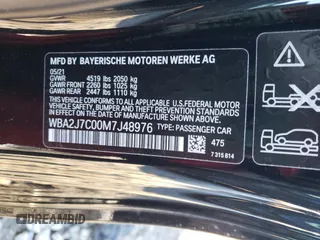 MFD BY BAYERISCHE MOTOREN WERKE AG
05/21
GVWR 4519 lbs 2050 kg
GAWR FRONT 2260 lbs 1025 kg
GAWR REAR 2447 lbs 1110 kg
THIS VEHICLE CONFORMS TO ALL
APPLICABLE U.S. FEDERAL
MOTOR VEHICLE SAFETY, BUMPER,
AND THEFT PREVENTION STANDARDS
IN EFFECT ON THE DATE OF
MANUFACTURE SHOWN ABOVE.
WBA2J7C00M7J48976 TYPE: PASSENGER CAR
475
7 315 814
DREAMBID